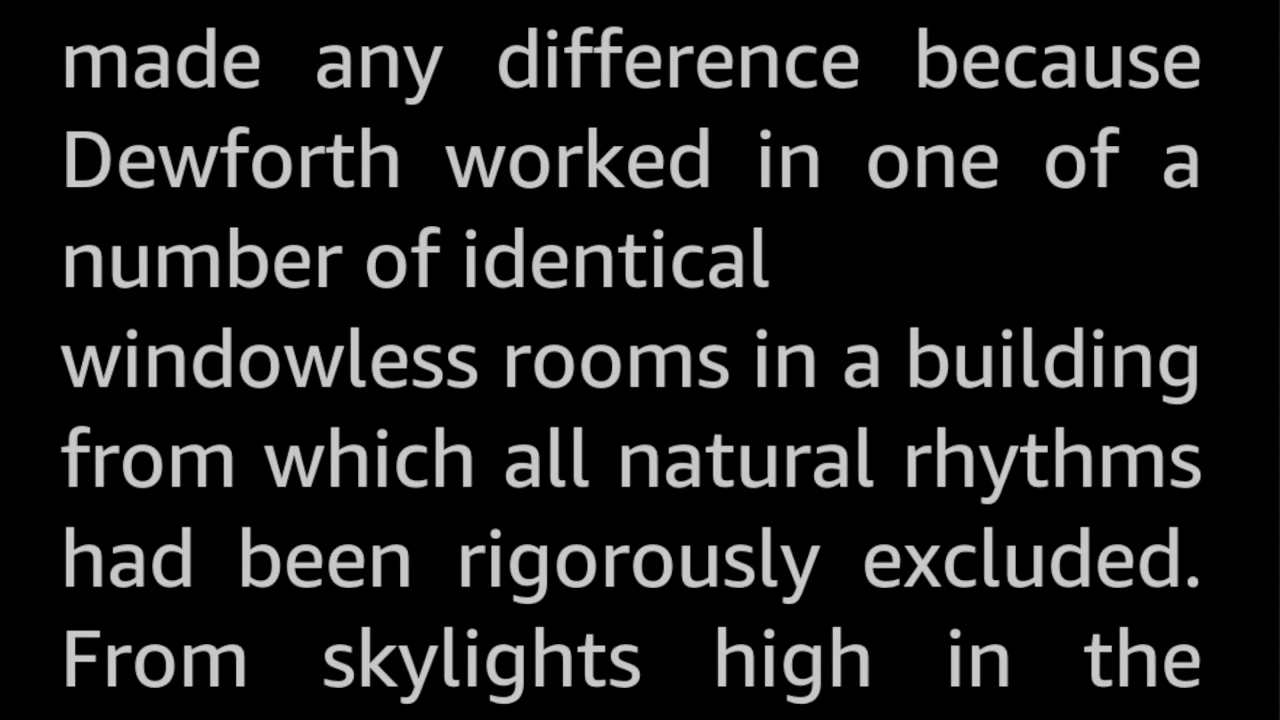 made any difference because
Dewforth worked in one of a
number of identical
windowless rooms in a building
from which all natural rhythms
had been rigorously excluded.
From skylights high in the